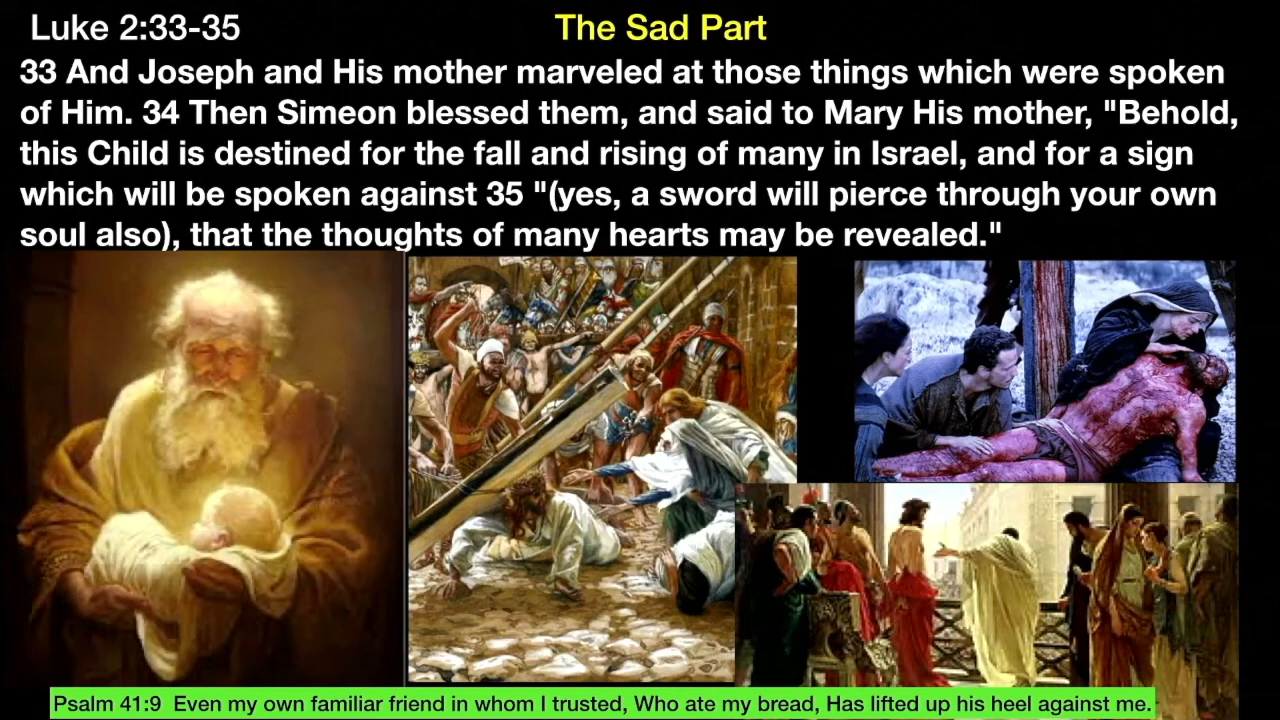 Luke 2:33-35
The Sad Part
33 And Joseph and His mother marveled at those things which were spoken
of Him. 34 Then Simeon blessed them, and said to Mary His mother, "Behold,
this Child is destined for the fall and rising of many in Israel, and for a sign
which will be spoken against 35 "(yes, a sword will pierce through your own
soul also), that the thoughts of many hearts may be revealed."
Psalm 41:9  Even my own familiar friend in whom I trusted, Who ate my bread, Has lifted up his heel against me.